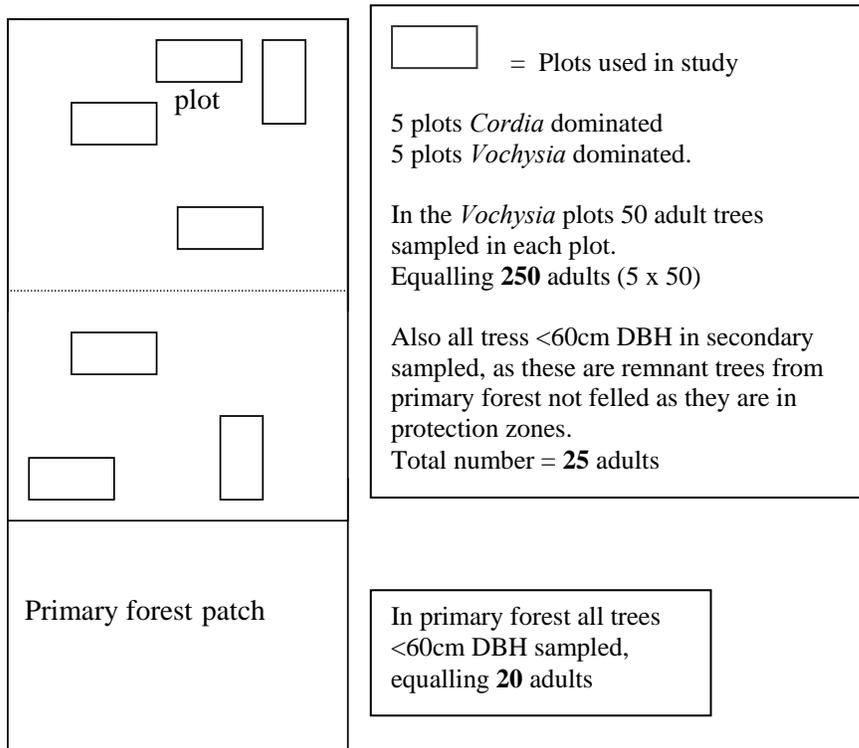 plot
= Plots used in study
5 plots Cordia dominated
5 plots Vochysia dominated.
In the Vochysia plots 50 adult trees
sampled in each plot.
Equalling 250 adults (5 x 50)
Also all tress <60cm DBH in secondary
sampled, as these are remnant trees from
primary forest not felled as they are in
protection zones.
Total number = 25 adults
Primary forest patch
In primary forest all trees
<60cm DBH sampled,
equalling 20 adults